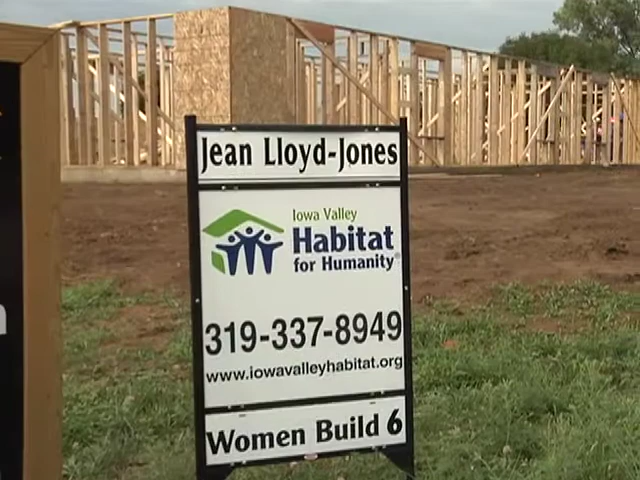 Jean Lloyd-Jones
Iowa Valley
Habitat
for Humanity®
319-337-8949
www.iowavalleyhabitat.org
Women Build 6